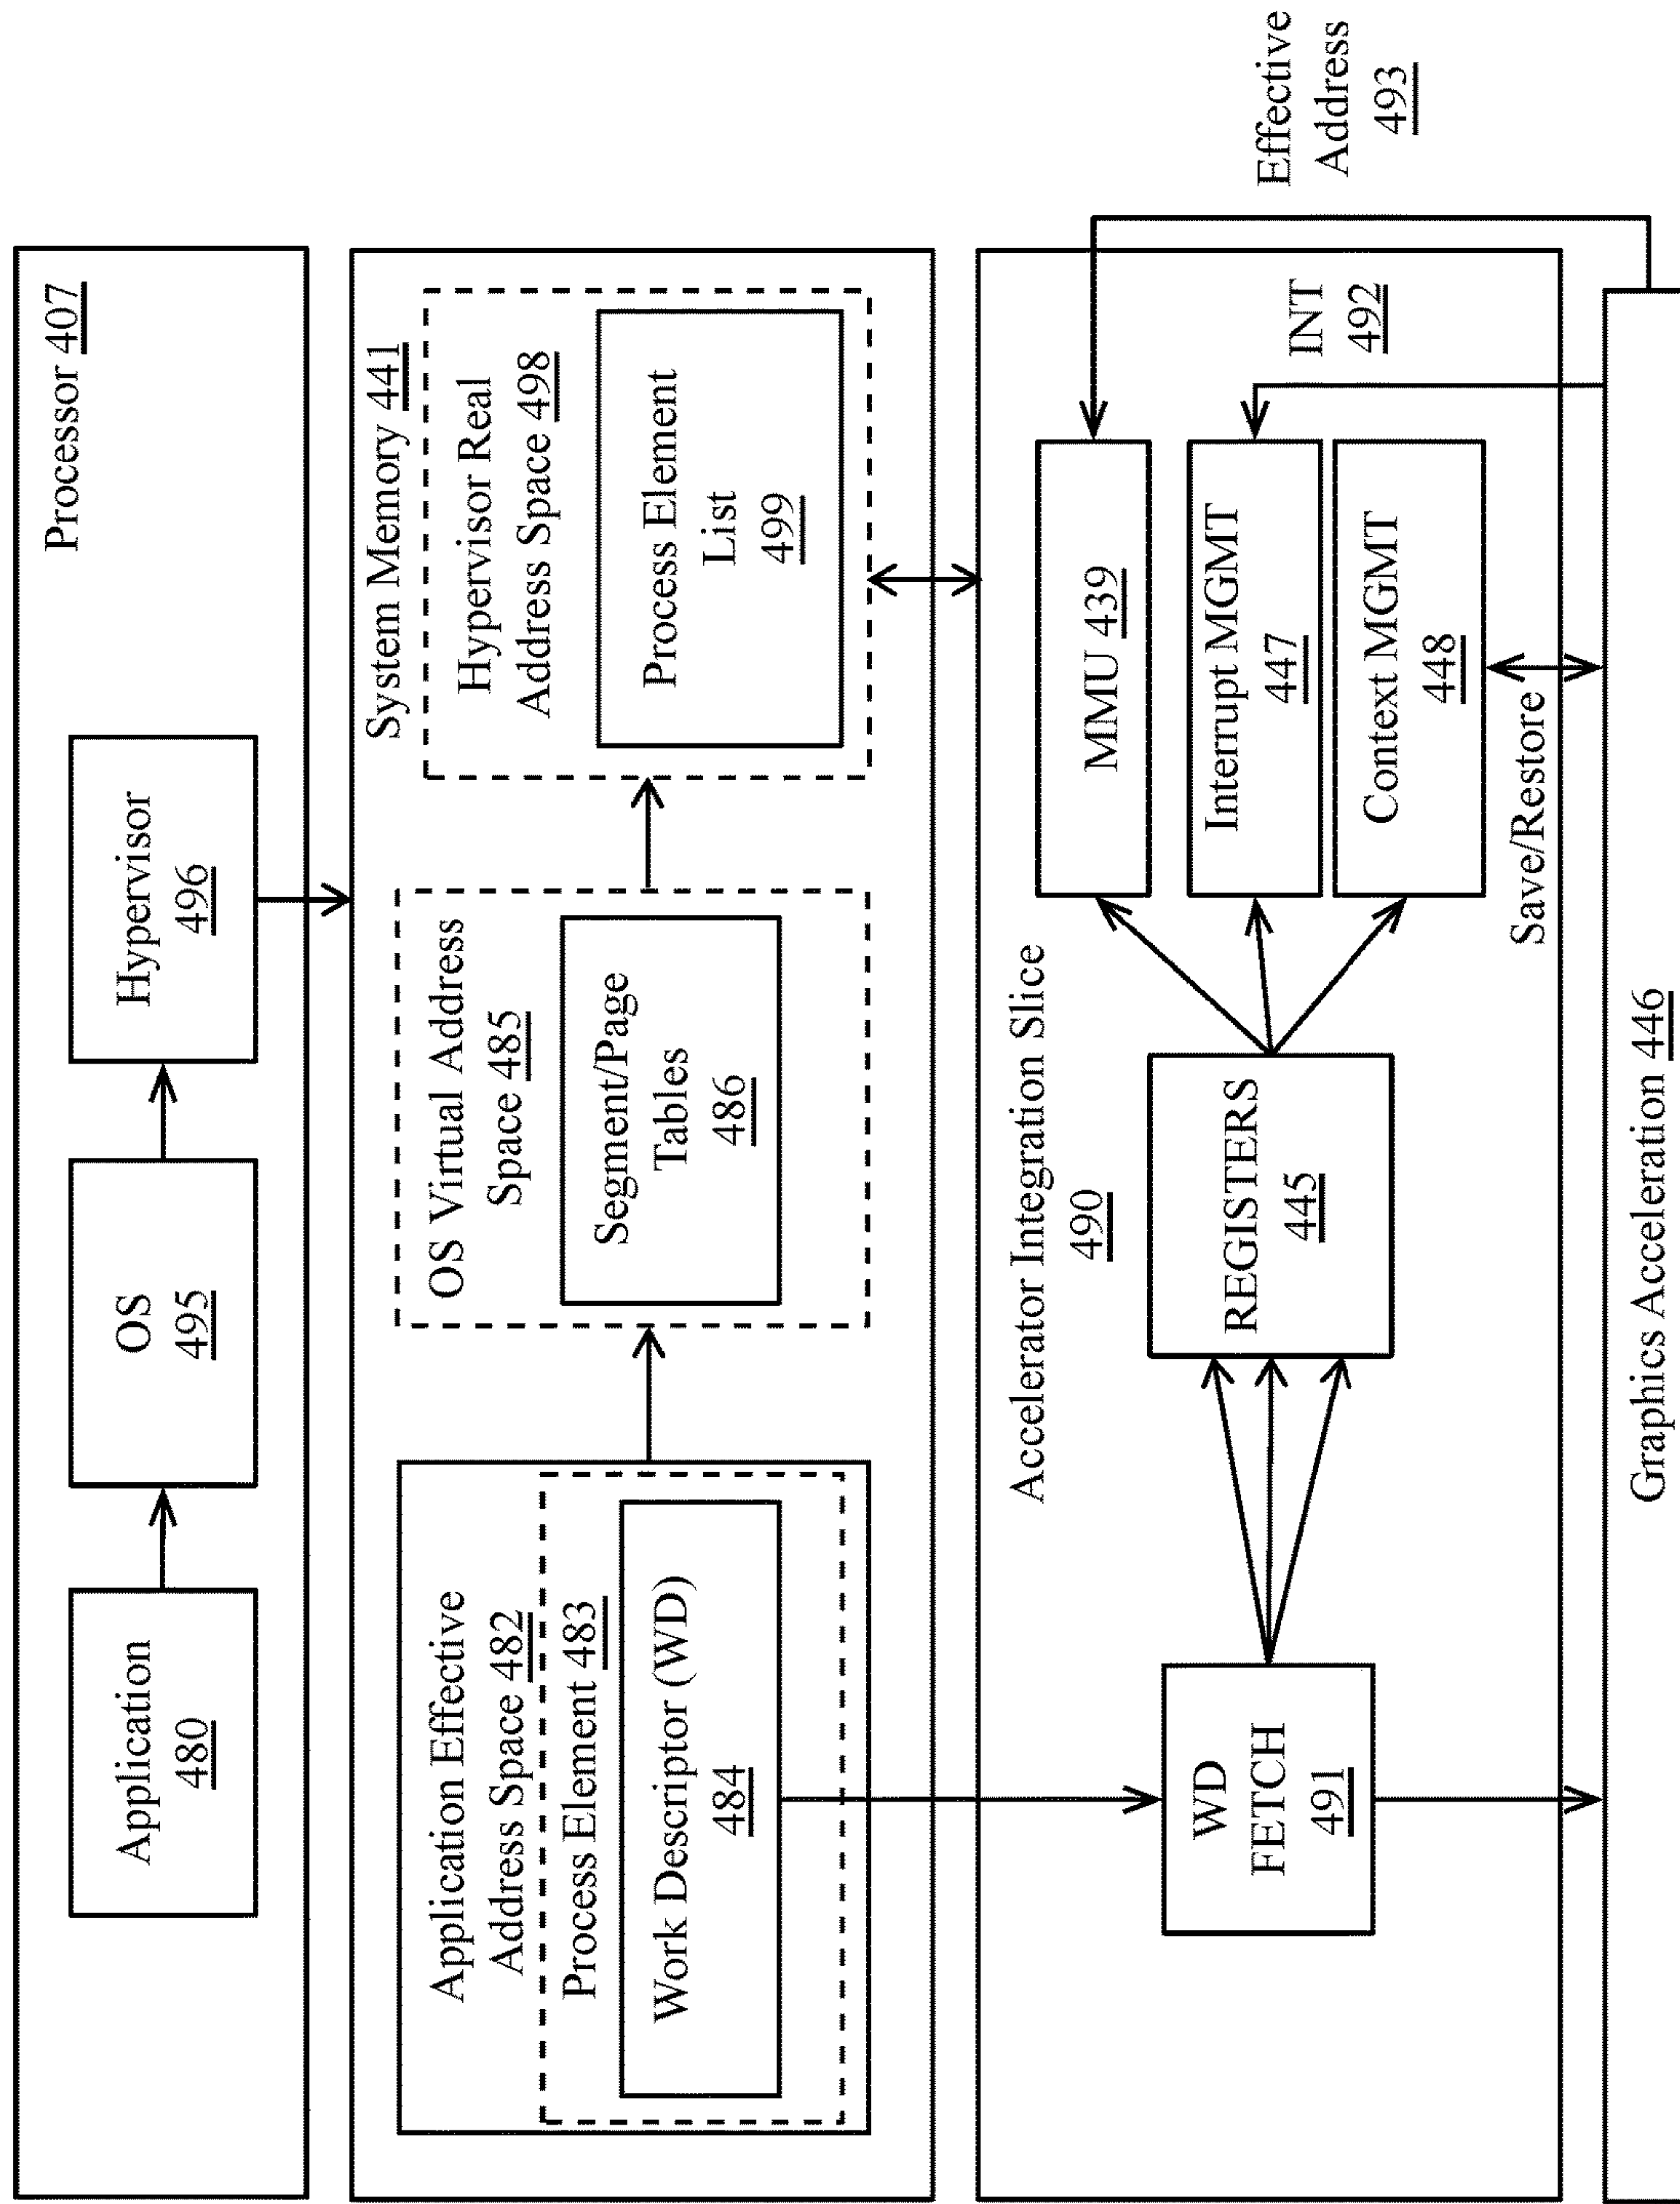 Processor 407
Application
480
OS
495
Hypervisor
496
System Memory 441
Application Effective
Address Space 482
Process Element 483
Work Descriptor (WD)
484
OS Virtual Address
Space 485
Segment/Page
Tables
486
Hypervisor Real
Address Space 498
Process Element
List
499
Accelerator Integration Slice
490
WD
FETCH
491
REGISTERS
445
MMU 439
Interrupt MGMT
447
Context MGMT
448
Save/Restore
INT
492
Effective
Address
493
Graphics Acceleration 446